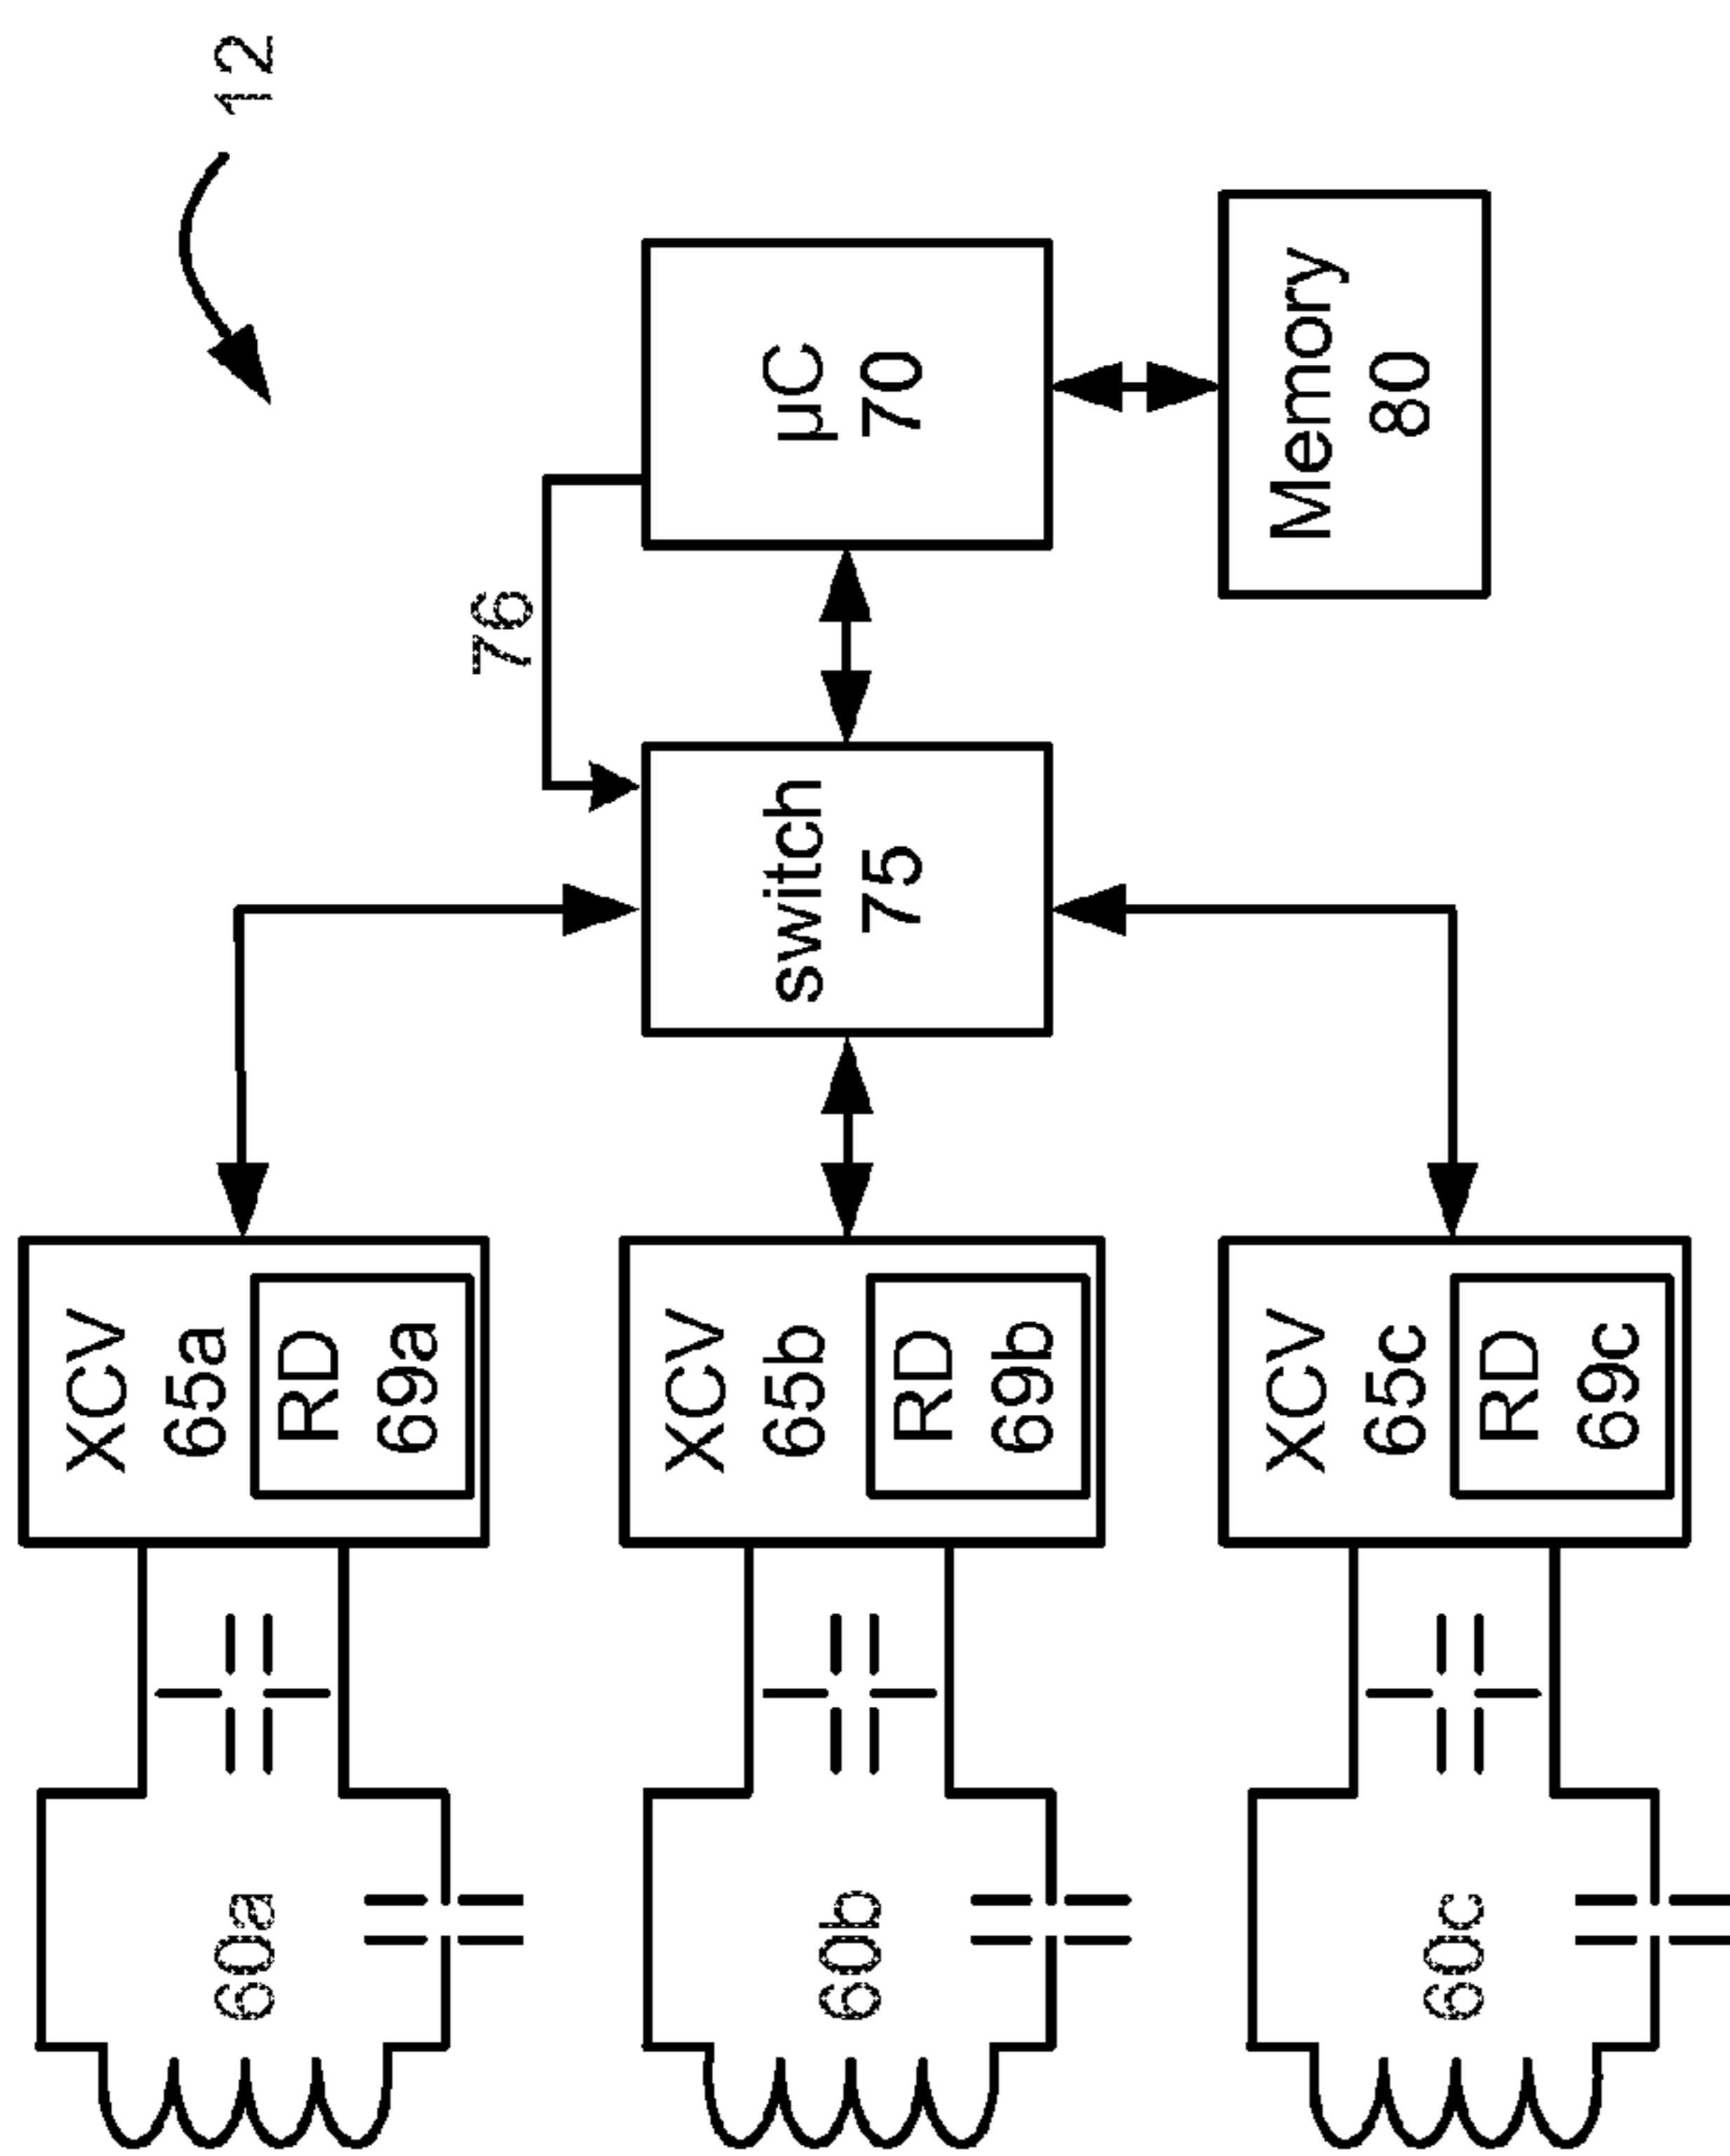 12
60a
XCV
65a
RD
69a
76
60b
XCV
65b
RD
69b
switch
75
µC
70
60c
XCV
65c
RD
69c
Memory
80